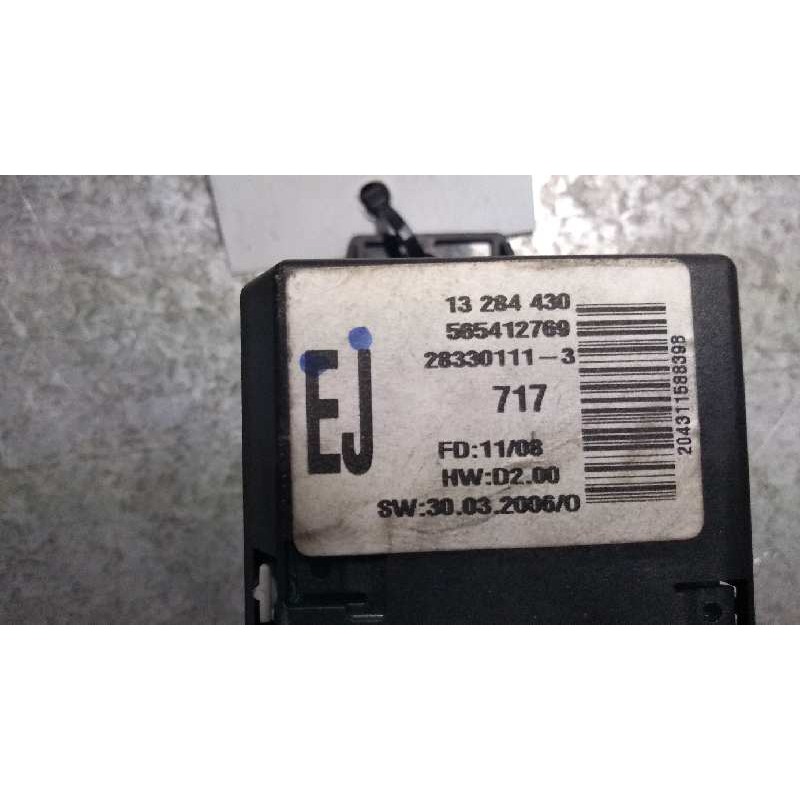 13 284 430
565412769
28330111-3
EJ
717
FD:11/08
HW:D2.00
SW:30.03.2006/0
204311588398